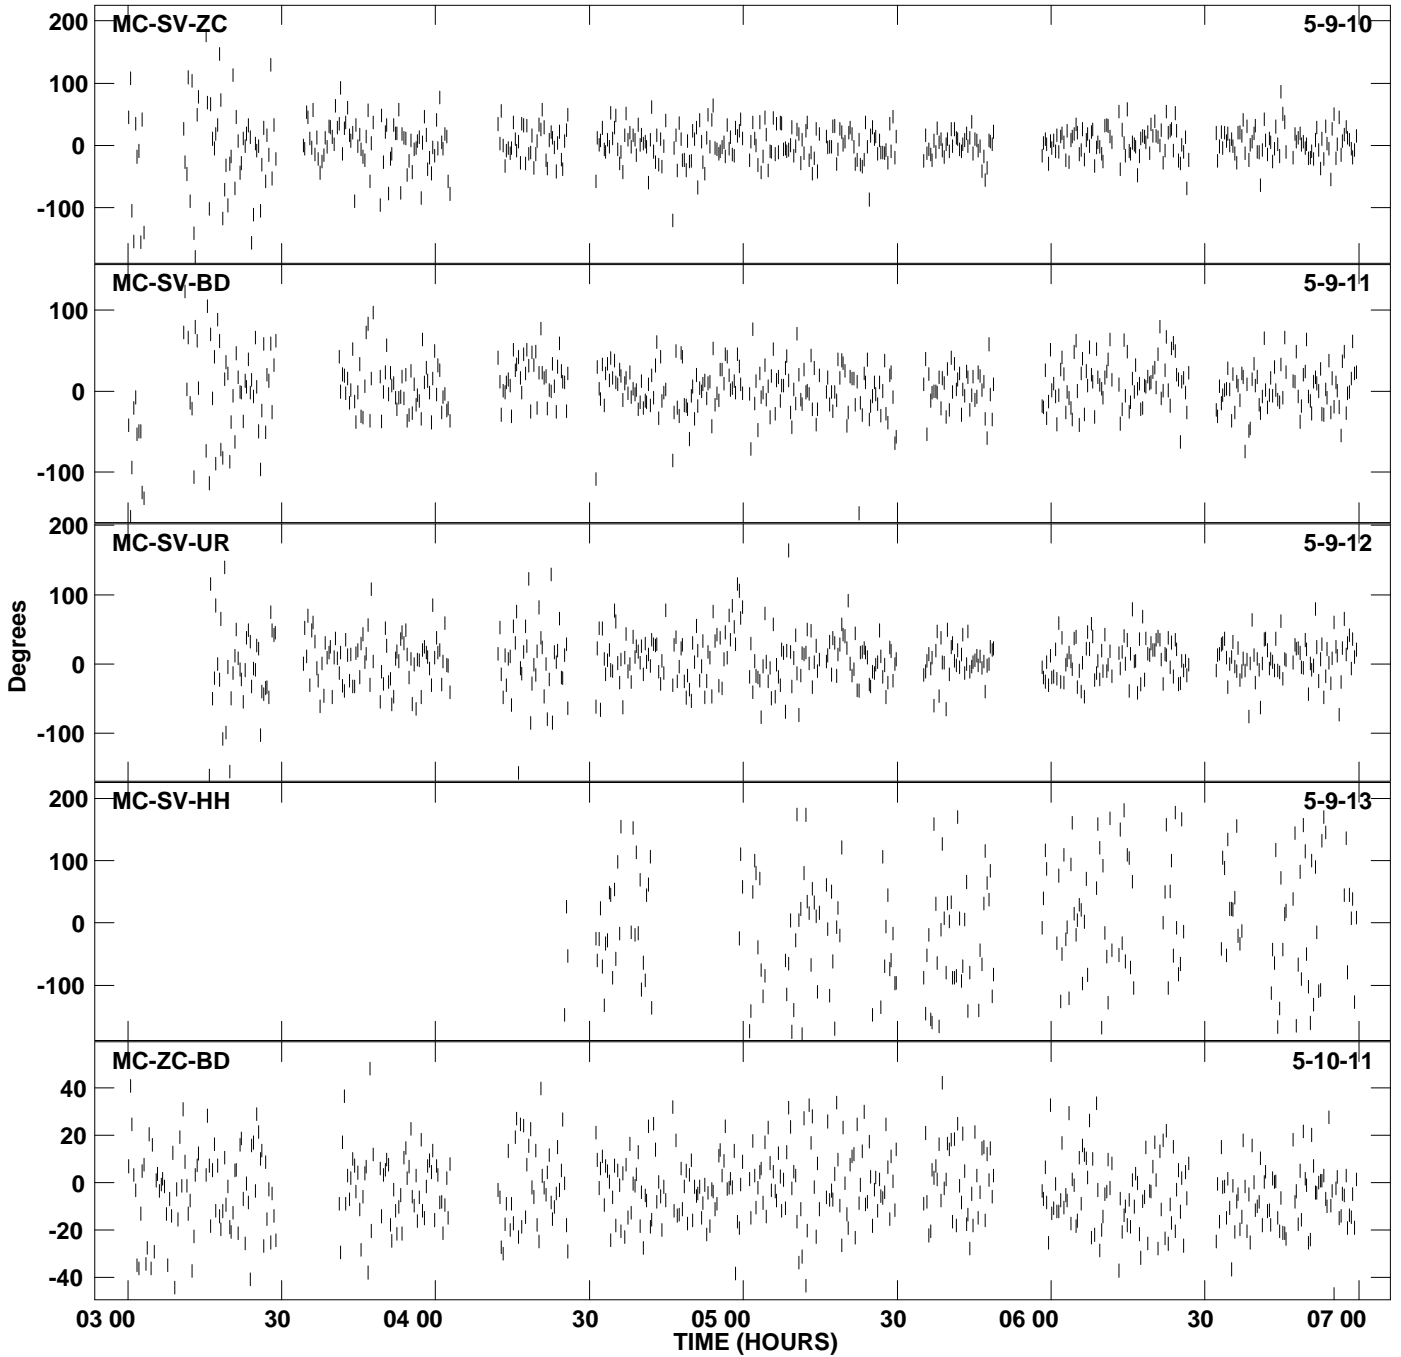 MC-SV-ZC 5-9-10
200
100
0
-100
MC-SV-BD 5-9-11
100
0
-100
MC-SV-UR 5-9-12
200
100
0
-100
Degrees
MC-SV-HH 5-9-13
200
100
0
-100
MC-ZC-BD 5-10-11
40
20
0
-20
-40
03 00 30 04 00 30 05 00 30 06 00 30 07 00
TIME (HOURS)